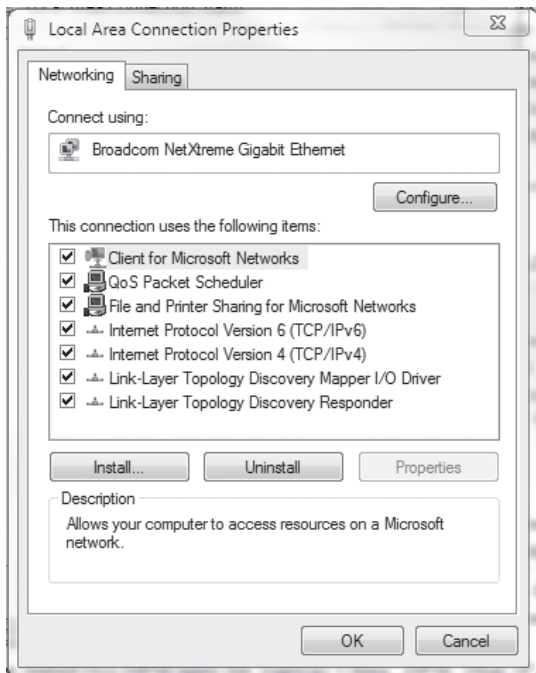 Local Area Connection Properties
Networking
Sharing
Connect using:
Broadcom NetXtreme Gigabit Ethernet
Configure...
This connection uses the following items:
Client for Microsoft Networks
QoS Packet Scheduler
File and Printer Sharing for Microsoft Networks
Internet Protocol Version 6 (TCP/IPv6)
Internet Protocol Version 4 (TCP/IPv4)
Link-Layer Topology Discovery Mapper I/O Driver
Link-Layer Topology Discovery Responder
Install...
Uninstall
Properties
Description
Allows your computer to access resources on a Microsoft
network.
OK
Cancel